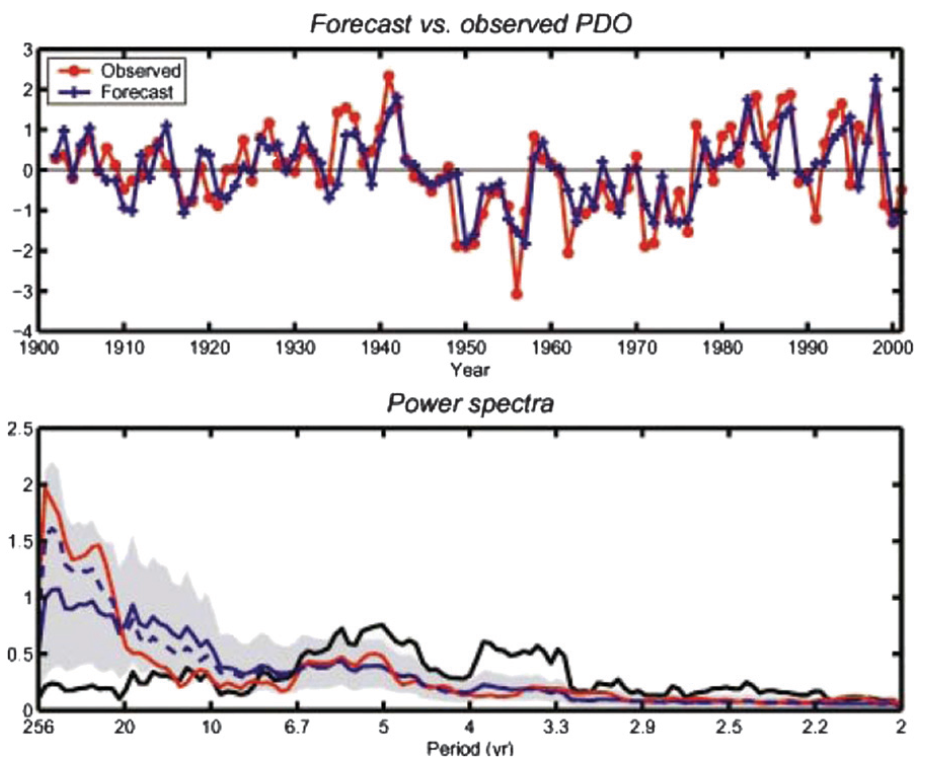 Forecast vs. observed PDO
3
2
1
0
−1
−2
−3
−4
Observed
Forecast
1900 1910 1920 1930 1940 1950 1960 1970 1980 1990 2000
Year
Power spectra
2.5
2
1.5
1
0.5
0
256 20 10 6.7 5 4 3.3 2.9 2.5 2.2 2
Period (yr)